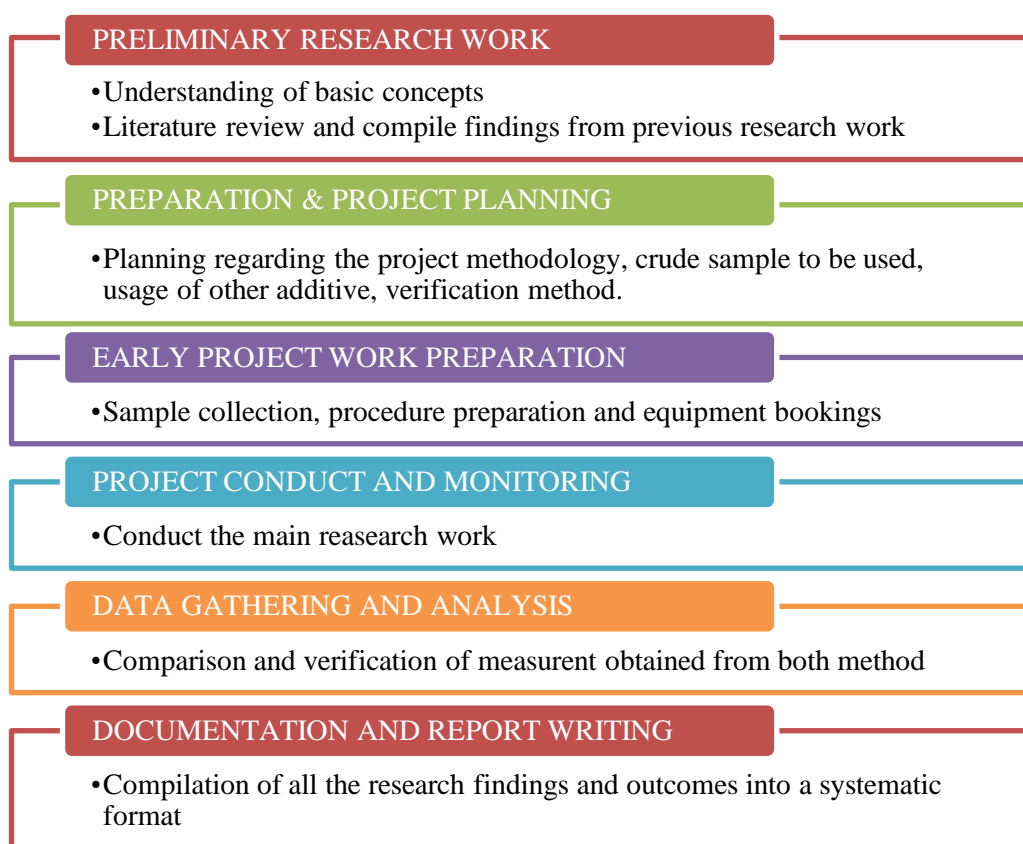 PRELIMINARY RESEARCH WORK
•Understanding of basic concepts
•Literature review and compile findings from previous research work
PREPARATION & PROJECT PLANNING
•Planning regarding the project methodology, crude sample to be used,
usage of other additive, verification method.
EARLY PROJECT WORK PREPARATION
•Sample collection, procedure preparation and equipment bookings
PROJECT CONDUCT AND MONITORING
•Conduct the main reasearch work
DATA GATHERING AND ANALYSIS
•Comparison and verification of measurent obtained from both method
DOCUMENTATION AND REPORT WRITING
•Compilation of all the research findings and outcomes into a systematic
format